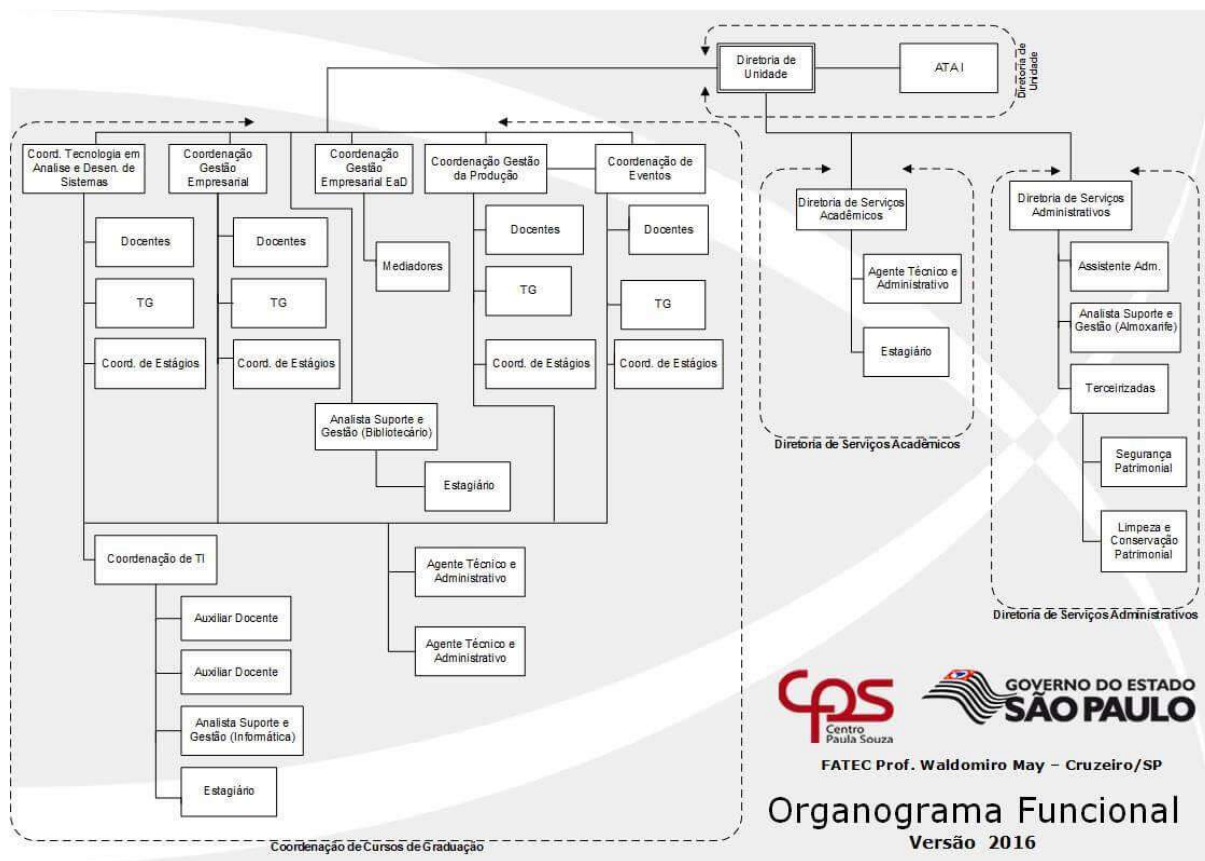 Diretoria de
Unidade
ATA I
Diretoria de
Unidade
Coord. Tecnologia em
Analise e Desen. de
Sistemas
Coordenação
Gestão
Empresarial
Coordenação
Gestão
Empresarial EaD
Coordenação Gestão
da Produção
Coordenação de
Eventos
Docentes
TG
Coord. de Estágios
Docentes
TG
Coord. de Estágios
Mediadores
Docentes
TG
Coord. de Estágios
Docentes
TG
Coord. de Estágios
Analista Suporte e
Gestão (Bibliotecário)
Estagiário
Coordenação de TI
Auxiliar Docente
Auxiliar Docente
Analista Suporte e
Gestão (Informática)
Estagiário
Agente Técnico e
Administrativo
Agente Técnico e
Administrativo
Coordenação de Cursos de Graduação
Diretoria de Serviços
Acadêmicos
Agente Técnico e
Administrativo
Estagiário
Diretoria de Serviços Acadêmicos
Diretoria de Serviços
Administrativos
Assistente Adm.
Analista Suporte e
Gestão (Almoxarife)
Terceirizadas
Segurança
Patrimonial
Limpeza e
Conservação
Patrimonial
Diretoria de Serviços Administrativos
CPS
Centro
Paula Souza
GOVERNO DO ESTADO
SÃO PAULO
FATEC Prof. Waldomiro May – Cruzeiro/SP
Organograma Funcional
Versão 2016